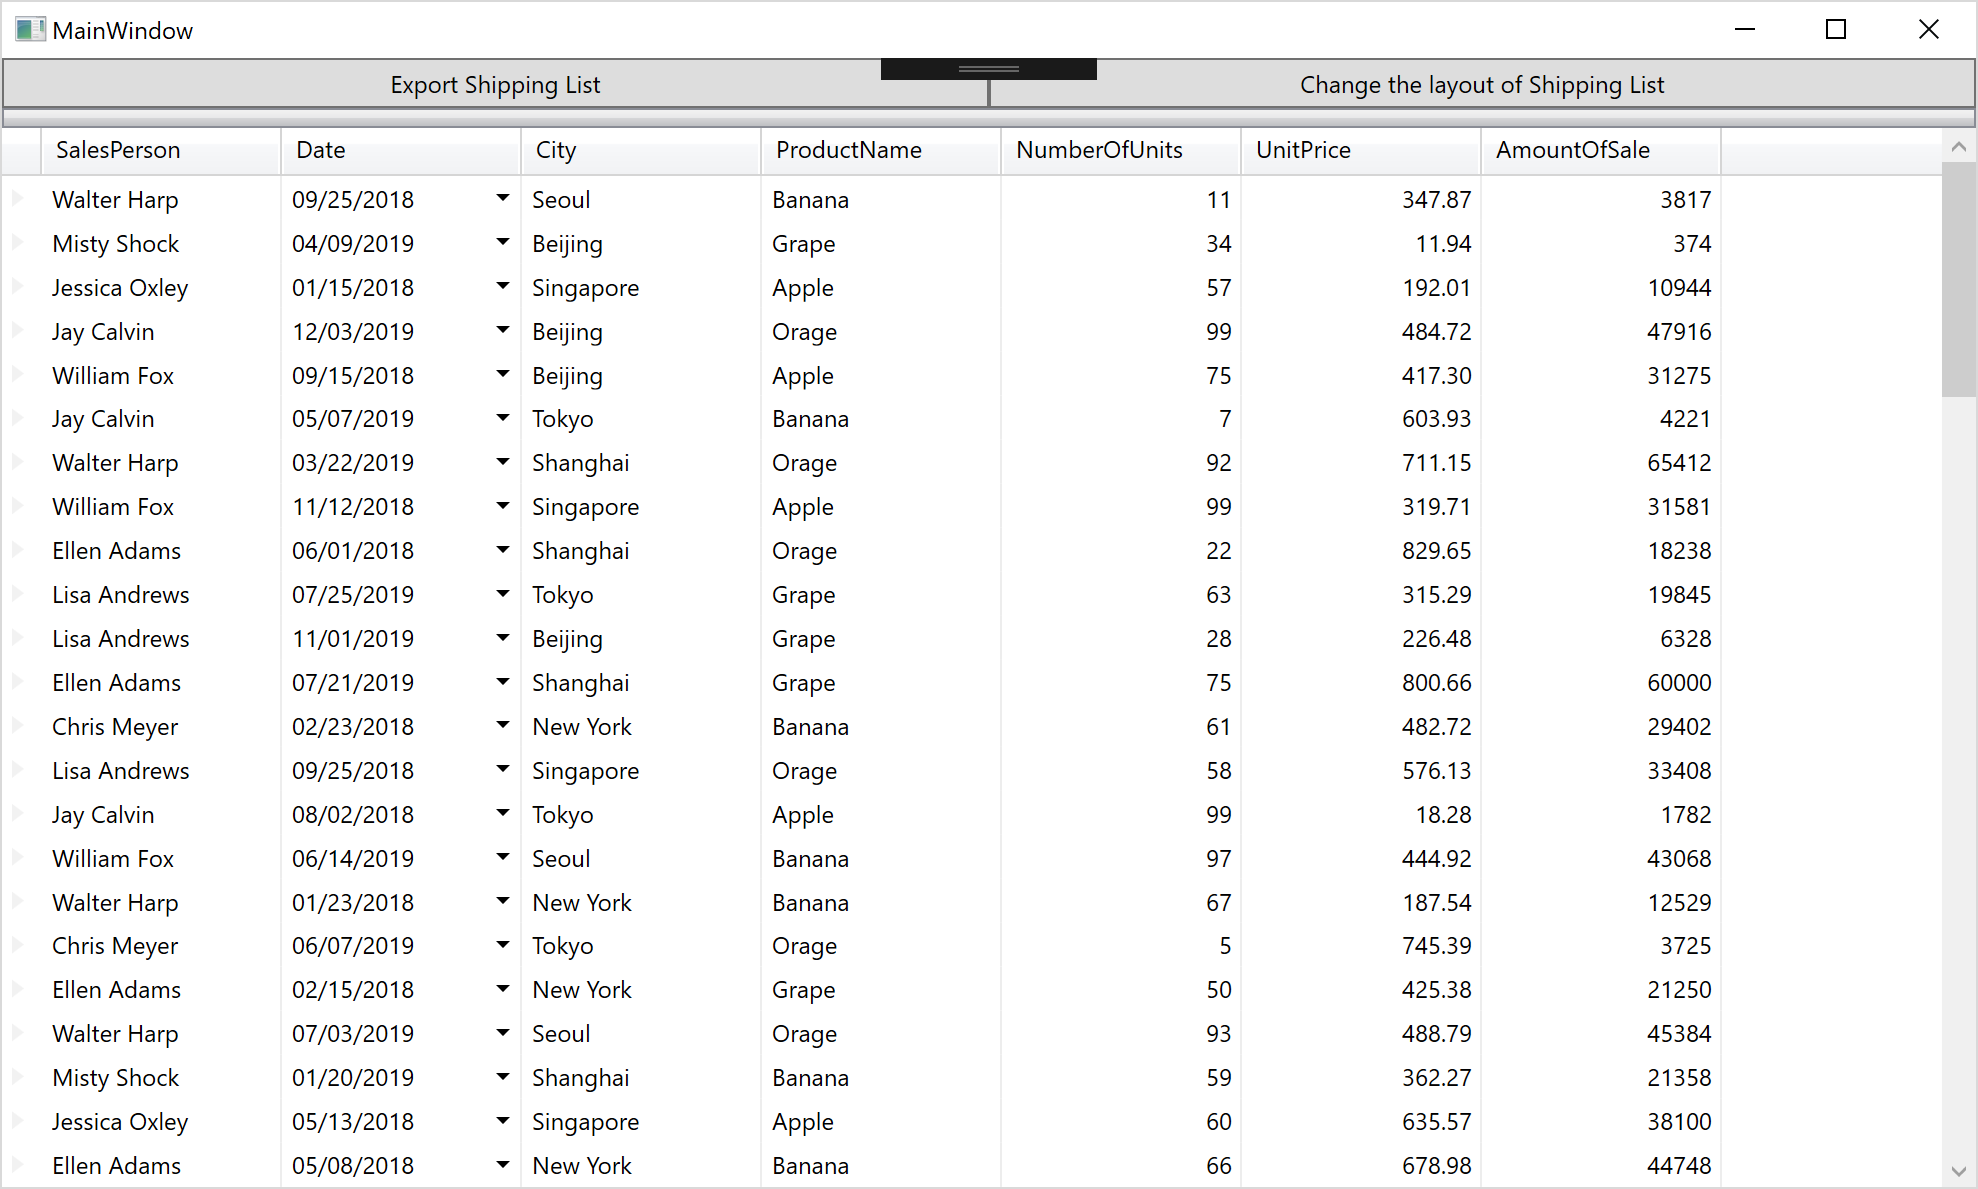 MainWindow
Export Shipping List Change the layout of Shipping List
SalesPerson Date City ProductName NumberOfUnits UnitPrice AmountOfSale
Walter Harp 09/25/2018 Seoul Banana 11 347.87 3817
Misty Shock 04/09/2019 Beijing Grape 34 11.94 374
Jessica Oxley 01/15/2018 Singapore Apple 57 192.01 10944
Jay Calvin 12/03/2019 Beijing Orage 99 484.72 47916
William Fox 09/15/2018 Beijing Apple 75 417.30 31275
Jay Calvin 05/07/2019 Tokyo Banana 7 603.93 4221
Walter Harp 03/22/2019 Shanghai Orage 92 711.15 65412
William Fox 11/12/2018 Singapore Apple 99 319.71 31581
Ellen Adams 06/01/2018 Shanghai Orage 22 829.65 18238
Lisa Andrews 07/25/2019 Tokyo Grape 63 315.29 19845
Lisa Andrews 11/01/2019 Beijing Grape 28 226.48 6328
Ellen Adams 07/21/2019 Shanghai Grape 75 800.66 60000
Chris Meyer 02/23/2018 New York Banana 61 482.72 29402
Lisa Andrews 09/25/2018 Singapore Orage 58 576.13 33408
Jay Calvin 08/02/2018 Tokyo Apple 99 18.28 1782
William Fox 06/14/2019 Seoul Banana 97 444.92 43068
Walter Harp 01/23/2018 New York Banana 67 187.54 12529
Chris Meyer 06/07/2019 Tokyo Orage 5 745.39 3725
Ellen Adams 02/15/2018 New York Grape 50 425.38 21250
Walter Harp 07/03/2019 Seoul Orage 93 488.79 45384
Misty Shock 01/20/2019 Shanghai Banana 59 362.27 21358
Jessica Oxley 05/13/2018 Singapore Apple 60 635.57 38100
Ellen Adams 05/08/2018 New York Banana 66 678.98 44748